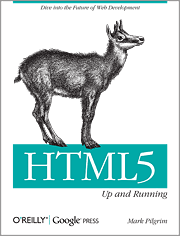 Dive into the Future of Web Development
HTML5
Up and Running
O'REILLY® Google PRESS Mark Pilgrim